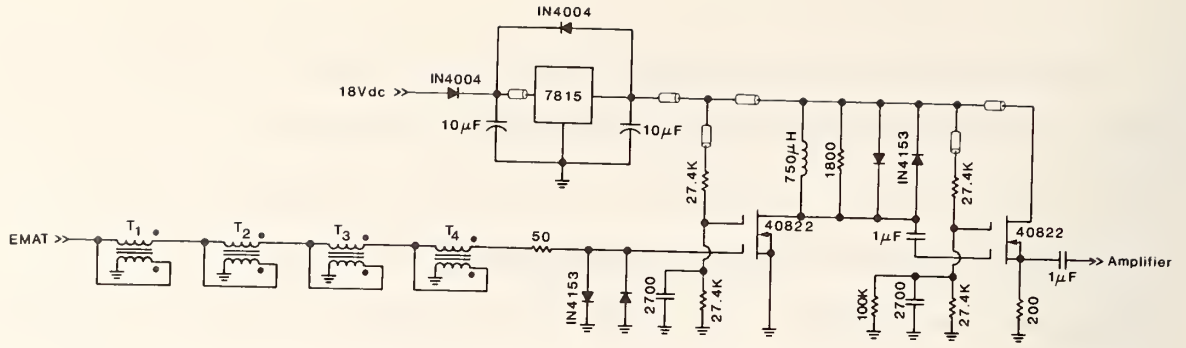 IN4004
IN4004
18Vdc >>
7815
10μF
10μF
27.4K
750μH
1800
IN4153
27.4K
T1
T2
T3
T4
EMAT >>
50
40822
1μF
40822
1μF
>> Amplifier
IN4153
2700
27.4K
100K
2700
27.4K
200